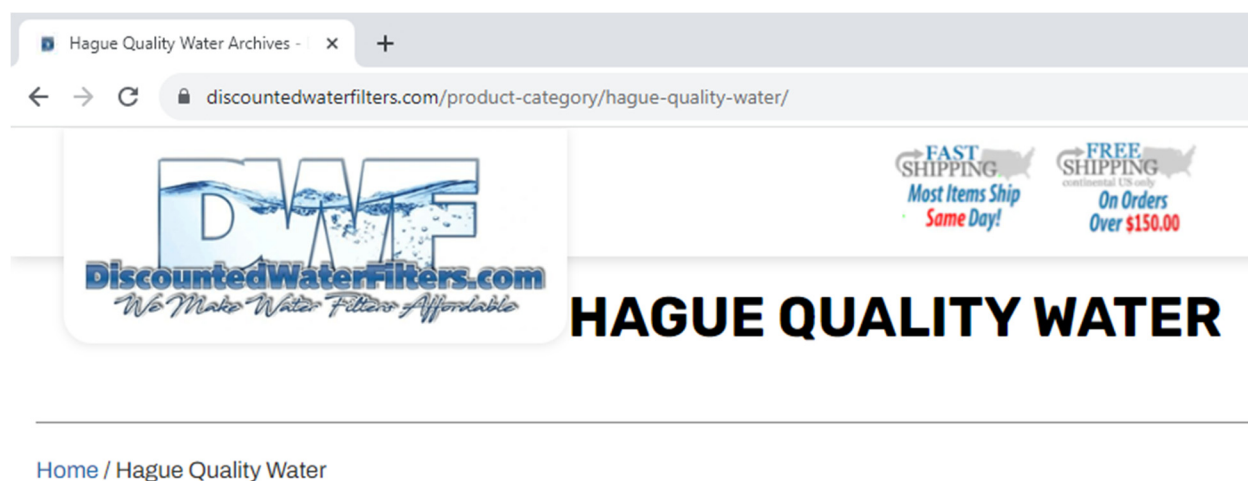 Hague Quality Water Archives -
discountedwaterfilters.com/product-category/hague-quality-water/
DWF
DiscountedWaterFilters.com
We Make Water Filters Affordable
FAST
SHIPPING
Most Items Ship
Same Day!
FREE
SHIPPING
continental US only
On Orders
Over $150.00
HAGUE QUALITY WATER
Home / Hague Quality Water